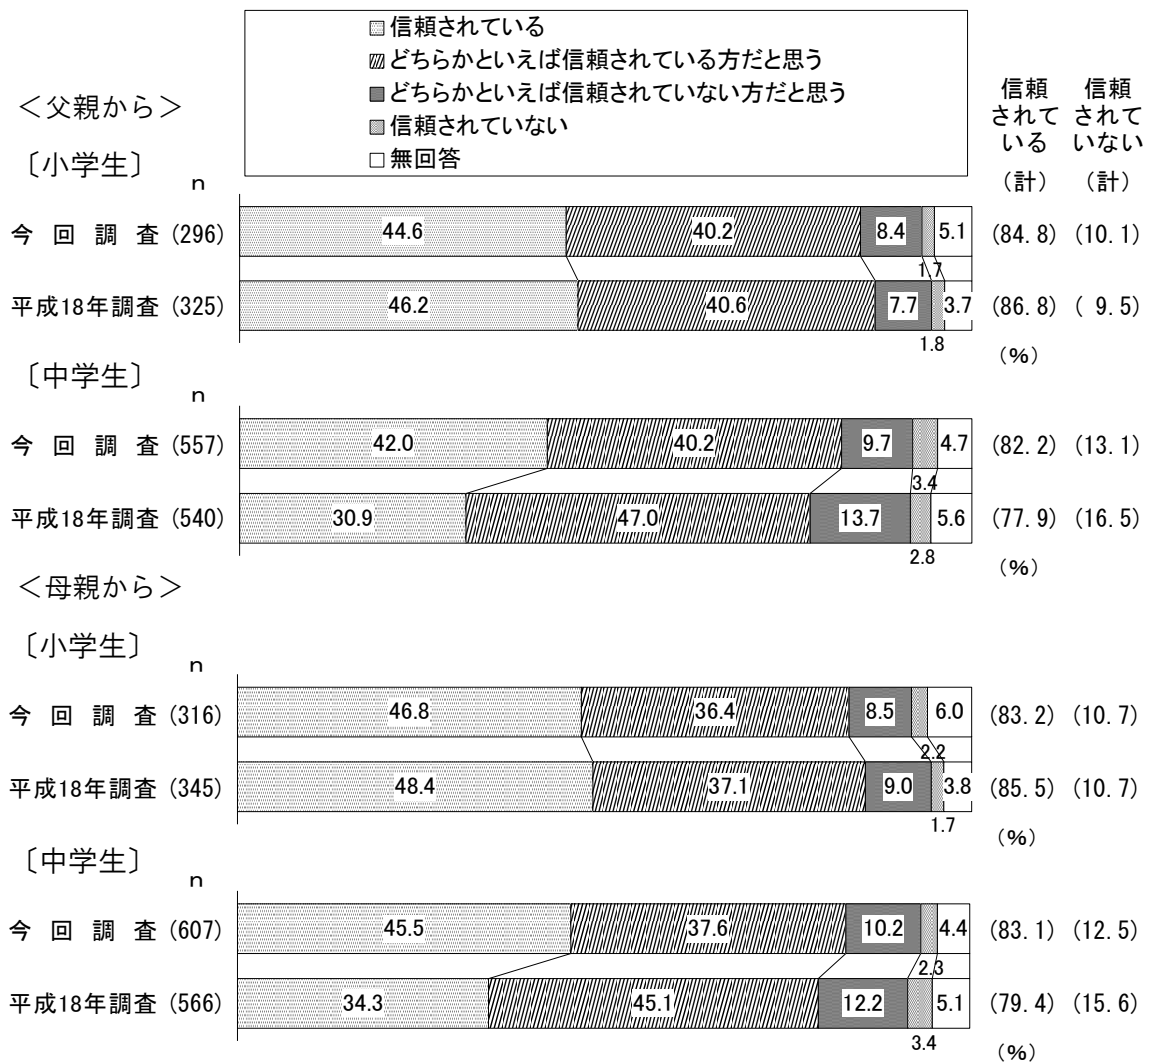 信頼されている
どちらかといえば信頼されている方だと思う
どちらかといえば信頼されていない方だと思う
信頼されていない
無回答
信頼されている（計） 信頼されていない（計）
＜父親から＞
〔小学生〕
n
今回調査 (296) 44.6 40.2 8.4 1.7 5.1 (84.8) (10.1)
平成18年調査 (325) 46.2 40.6 7.7 1.8 3.7 (86.8) ( 9.5)
（%）
〔中学生〕
n
今回調査 (557) 42.0 40.2 9.7 3.4 4.7 (82.2) (13.1)
平成18年調査 (540) 30.9 47.0 13.7 2.8 5.6 (77.9) (16.5)
（%）
＜母親から＞
〔小学生〕
n
今回調査 (316) 46.8 36.4 8.5 2.2 6.0 (83.2) (10.7)
平成18年調査 (345) 48.4 37.1 9.0 1.7 3.8 (85.5) (10.7)
（%）
〔中学生〕
n
今回調査 (607) 45.5 37.6 10.2 2.3 4.4 (83.1) (12.5)
平成18年調査 (566) 34.3 45.1 12.2 3.4 5.1 (79.4) (15.6)
（%）